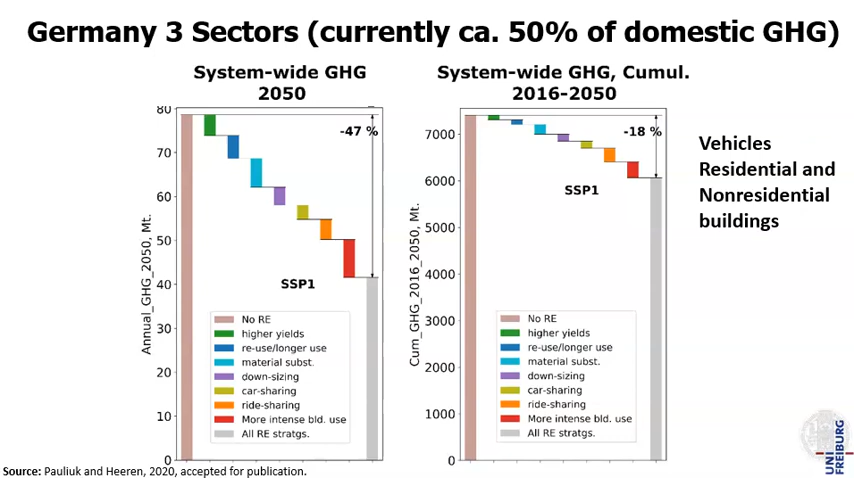 Germany 3 Sectors (currently ca. 50% of domestic GHG)
System-wide GHG
2050
Annual_GHG_2050, Mt.
80
70
60
50
40
30
20
10
0
-47 %
SSP1
No RE
higher yields
re-use/longer use
material subst.
down-sizing
car-sharing
ride-sharing
More intense bld. use
All RE stratgs.
System-wide GHG, Cumul.
2016-2050
Cum_GHG_2016_2050, Mt.
7000
6000
5000
4000
3000
2000
1000
0
-18 %
SSP1
No RE
higher yields
re-use/longer use
material subst.
down-sizing
car-sharing
ride-sharing
More intense bld. use
All RE stratgs.
Vehicles
Residential and
Nonresidential
buildings
Source: Pauliuk and Heeren, 2020, accepted for publication.
UNI
FREIBURG